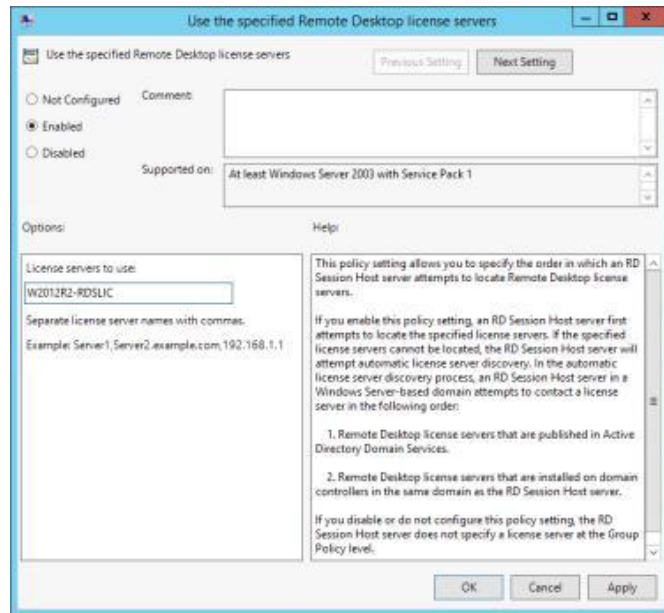 Use the specified Remote Desktop license servers
Use the specified Remote Desktop license servers
Previous Setting
Next Setting
Not Configured
Comment:
Enabled
Disabled
Supported on:
At least Windows Server 2003 with Service Pack 1
Options:
Help:
License servers to use:
W2012R2-RDSLIC
Separate license server names with commas.
Example: Server1,Server2.example.com,192.168.1.1
This policy setting allows you to specify the order in which an RD
Session Host server attempts to locate Remote Desktop license
servers.
If you enable this policy setting, an RD Session Host server first
attempts to locate the specified license servers. If the specified
license servers cannot be located, the RD Session Host server will
attempt automatic license server discovery. In the automatic
license server discovery process, an RD Session Host server in a
Windows Server-based domain attempts to contact a license
server in the following order:
1. Remote Desktop license servers that are published in Active
Directory Domain Services.
2. Remote Desktop license servers that are installed on domain
controllers in the same domain as the RD Session Host server.
If you disable or do not configure this policy setting, the RD
Session Host server does not specify a license server at the Group
Policy level.
OK
Cancel
Apply